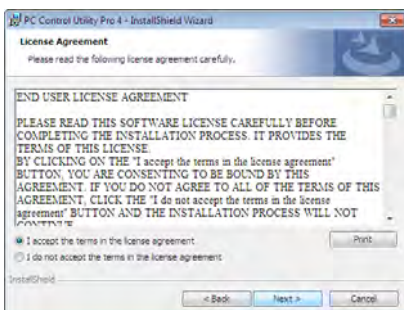 PC Control Utility Pro 4 - InstallShield Wizard
License Agreement
Please read the following license agreement carefully.
END USER LICENSE AGREEMENT
PLEASE READ THIS SOFTWARE LICENSE CAREFULLY BEFORE
COMPLETING THE INSTALLATION PROCESS. IT PROVIDES THE
TERMS OF THIS LICENSE.
BY CLICKING ON THE "I accept the terms in the license agreement"
BUTTON, YOU ARE CONSENTING TO BE BOUND BY THIS
AGREEMENT. IF YOU DO NOT AGREE TO ALL OF THE TERMS OF THIS
AGREEMENT, CLICK THE "I do not accept the terms in the license
agreement" BUTTON AND THE INSTALLATION PROCESS WILL NOT
CONTINUE
I accept the terms in the license agreement
Print
I do not accept the terms in the license agreement
InstallShield
< Back
Next >
Cancel